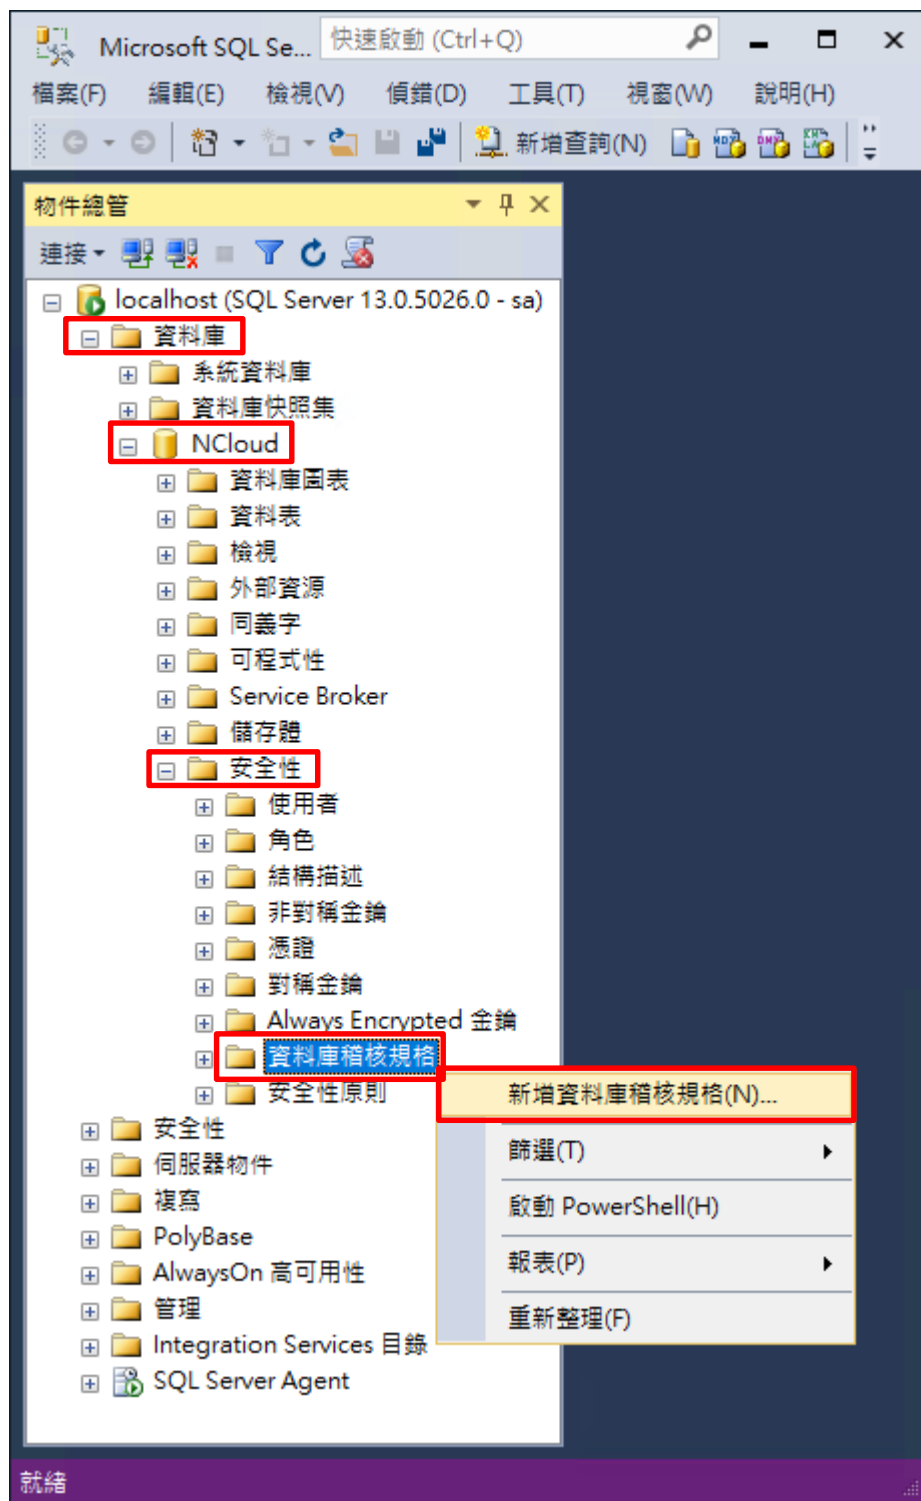 Microsoft SQL Se... 快速啟動 (Ctrl+Q)
檔案(F) 編輯(E) 檢視(V) 偵錯(D) 工具(T) 視窗(W) 說明(H)
新增查詢(N)
物件總管
連接
localhost (SQL Server 13.0.5026.0 - sa)
資料庫
系統資料庫
資料庫快照集
NCloud
資料庫圖表
資料表
檢視
外部資源
同義字
可程式性
Service Broker
儲存體
安全性
使用者
角色
結構描述
非對稱金鑰
憑證
對稱金鑰
Always Encrypted 金鑰
資料庫稽核規格
安全性原則
安全性
伺服器物件
複寫
PolyBase
AlwaysOn 高可用性
管理
Integration Services 目錄
SQL Server Agent
新增資料庫稽核規格(N)...
篩選(T)
啟動 PowerShell(H)
報表(P)
重新整理(F)
就緒